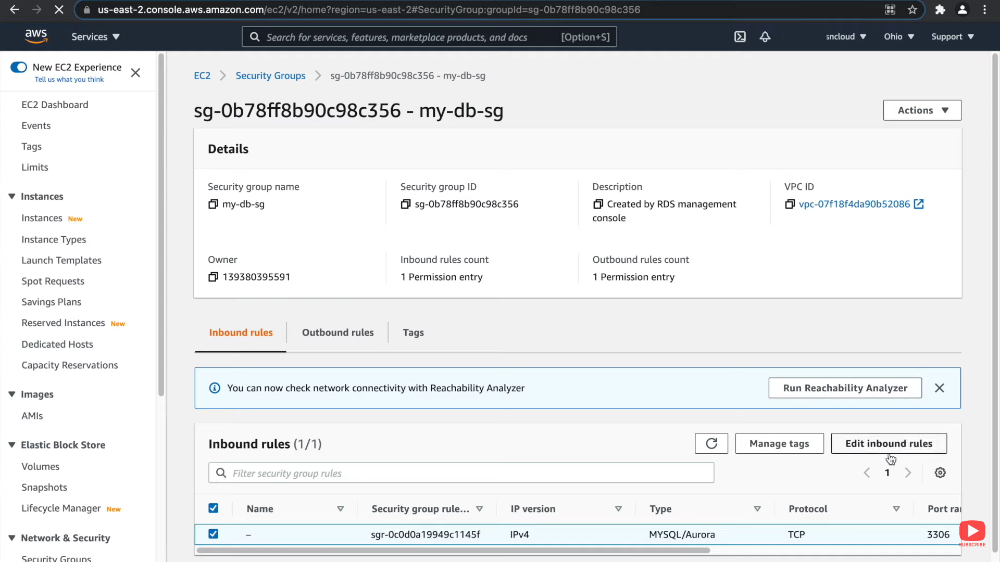 us-east-2.console.aws.amazon.com/ec2/v2/home?region=us-east-2#SecurityGroup:groupId=sg-0b78ff8b90c98c356
aws
Services
Search for services, features, marketplace products, and docs
[Option+S]
sncloud
Ohio
Support
New EC2 Experience
Tell us what you think
EC2 Dashboard
Events
Tags
Limits
Instances
Instances New
Instance Types
Launch Templates
Spot Requests
Savings Plans
Reserved Instances New
Dedicated Hosts
Capacity Reservations
Images
AMIs
Elastic Block Store
Volumes
Snapshots
Lifecycle Manager New
Network & Security
Security Groups
EC2 > Security Groups > sg-0b78ff8b90c98c356 - my-db-sg
sg-0b78ff8b90c98c356 - my-db-sg
Actions
Details
Security group name
my-db-sg
Security group ID
sg-0b78ff8b90c98c356
Description
Created by RDS management
console
VPC ID
vpc-07f18f4da90b52086
Owner
139380395591
Inbound rules count
1 Permission entry
Outbound rules count
1 Permission entry
Inbound rules
Outbound rules
Tags
You can now check network connectivity with Reachability Analyzer
Run Reachability Analyzer
Inbound rules (1/1)
Manage tags
Edit inbound rules
Filter security group rules
1
Name
Security group rule...
IP version
Type
Protocol
Port ra
–
sgr-0c0d0a19949c1145f
IPv4
MYSQL/Aurora
TCP
3306
SUBSCRIBE